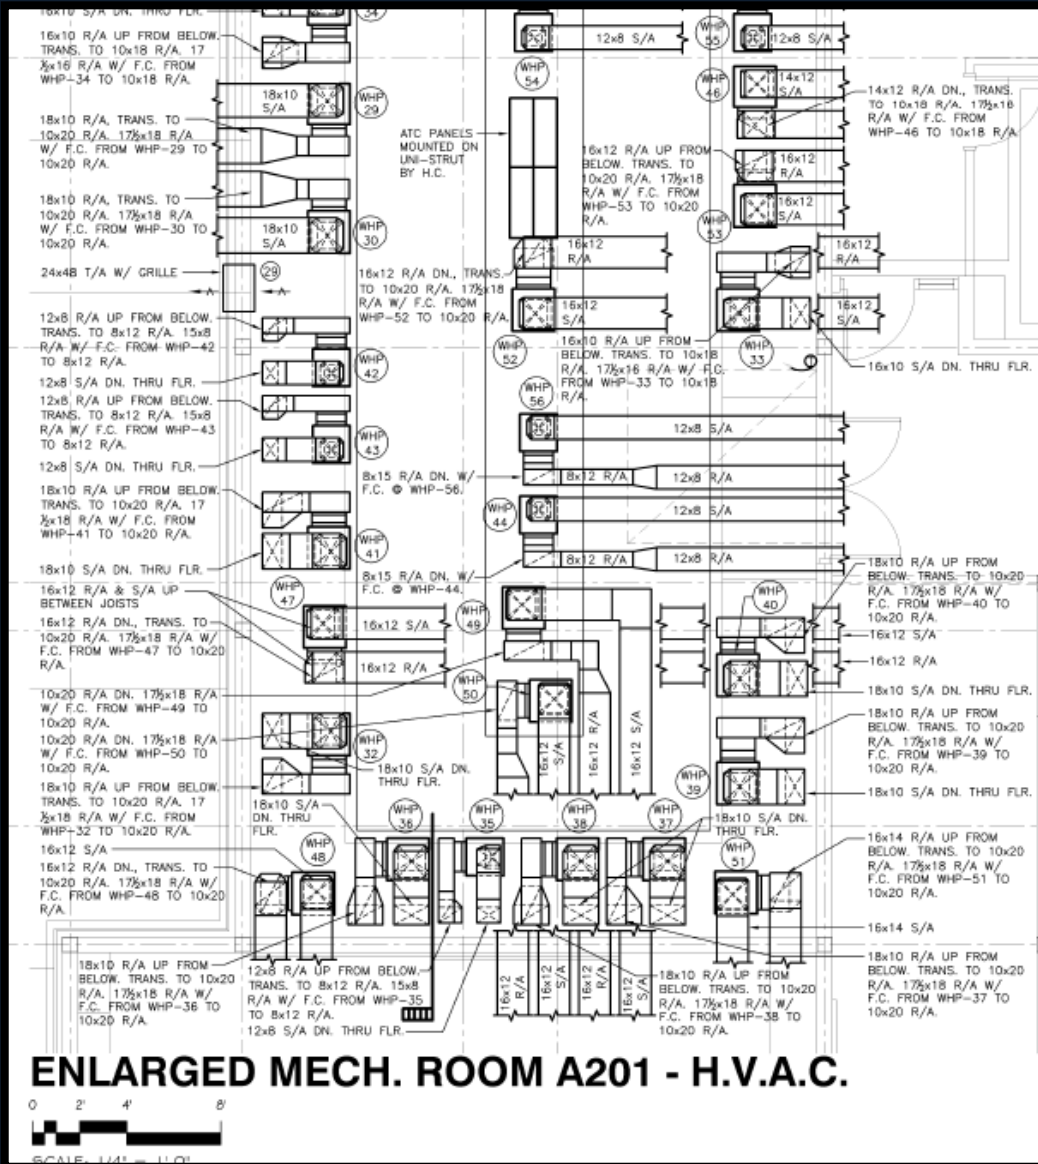 16x10 S/A DN. THRU FLR.
34
16x10 R/A UP FROM BELOW.
TRANS. TO 10x18 R/A. 17
½x16 R/A W/ F.C. FROM
WHP-34 TO 10x18 R/A.
18x10
S/A
WHP
29
18x10 R/A, TRANS. TO
10x20 R/A. 17½x18 R/A
W/ F.C. FROM WHP-29 TO
10x20 R/A.
18x10 R/A, TRANS. TO
10x20 R/A. 17½x18 R/A
W/ F.C. FROM WHP-30 TO
10x20 R/A.
18x10
S/A
WHP
30
24x48 T/A W/ GRILLE
29
12x8 R/A UP FROM BELOW.
TRANS. TO 8x12 R/A. 15x8
R/A W/ F.C. FROM WHP-42
TO 8x12 R/A.
WHP
42
12x8 S/A DN. THRU FLR.
12x8 R/A UP FROM BELOW.
TRANS. TO 8x12 R/A. 15x8
R/A W/ F.C. FROM WHP-43
TO 8x12 R/A.
WHP
43
12x8 S/A DN. THRU FLR.
18x10 R/A UP FROM BELOW.
TRANS. TO 10x20 R/A. 17
½x18 R/A W/ F.C. FROM
WHP-41 TO 10x20 R/A.
WHP
41
18x10 S/A DN. THRU FLR.
16x12 R/A & S/A UP
BETWEEN JOISTS
WHP
47
16x12 R/A DN., TRANS. TO
10x20 R/A. 17½x18 R/A W/
F.C. FROM WHP-47 TO 10x20
R/A.
16x12 S/A
16x12 R/A
10x20 R/A DN. 17½x18 R/A
W/ F.C. FROM WHP-49 TO
10x20 R/A.
10x20 R/A DN. 17½x18 R/A
W/ F.C. FROM WHP-50 TO
10x20 R/A.
WHP
32
18x10 S/A DN.
THRU FLR.
18x10 R/A UP FROM BELOW.
TRANS. TO 10x20 R/A. 17
½x18 R/A W/ F.C. FROM
WHP-32 TO 10x20 R/A.
18x10 S/A
DN. THRU
FLR.
16x12 S/A
16x12 R/A DN., TRANS. TO
10x20 R/A. 17½x18 R/A W/
F.C. FROM WHP-48 TO 10x20
R/A.
WHP
48
18x10 R/A UP FROM
BELOW. TRANS. TO 10x20
R/A. 17½x18 R/A W/
F.C. FROM WHP-36 TO
10x20 R/A.
12x8 S/A
WHP
54
ATC PANELS
MOUNTED ON
UNI-STRUT
BY H.C.
16x12 R/A UP FROM
BELOW. TRANS. TO
10x20 R/A. 17½x18
R/A W/ F.C. FROM
WHP-53 TO 10x20
R/A.
16x12
R/A
16x12 R/A DN., TRANS.
TO 10x20 R/A. 17½x18
R/A W/ F.C. FROM
WHP-52 TO 10x20 R/A.
16x12
S/A
WHP
52
16x10 R/A UP FROM
BELOW. TRANS. TO 10x18
R/A. 17½x16 R/A W/ F.C.
FROM WHP-33 TO 10x18
R/A.
WHP
56
12x8 S/A
8x15 R/A DN. W/
F.C. @ WHP-56.
8x12 R/A
12x8 R/A
WHP
44
12x8 S/A
8x15 R/A DN. W/
F.C. @ WHP-44.
8x12 R/A
12x8 R/A
WHP
49
WHP
50
16x12
S/A
16x12 R/A
16x12 S/A
WHP
36
WHP
35
WHP
38
WHP
37
12x8 R/A UP FROM BELOW.
TRANS. TO 8x12 R/A. 15x8
R/A W/ F.C. FROM WHP-35
TO 8x12 R/A.
12x8 S/A DN. THRU FLR.
16x12
R/A
16x12
S/A
16x12
R/A
16x12
S/A
18x10 R/A UP FROM
BELOW. TRANS. TO 10x20
R/A. 17½x18 R/A W/
F.C. FROM WHP-38 TO
10x20 R/A.
WHP
55
12x8 S/A
WHP
46
14x12
S/A
14x12 R/A DN., TRANS.
TO 10x18 R/A. 17½x16
R/A W/ F.C. FROM
WHP-46 TO 10x18 R/A.
16x12
R/A
16x12
S/A
WHP
53
16x12
R/A
16x12
S/A
WHP
33
16x10 S/A DN. THRU FLR.
WHP
40
18x10 R/A UP FROM
BELOW. TRANS. TO 10x20
R/A. 17½x18 R/A W/
F.C. FROM WHP-40 TO
10x20 R/A.
16x12 S/A
16x12 R/A
18x10 S/A DN. THRU FLR.
WHP
39
18x10 R/A UP FROM
BELOW. TRANS. TO 10x20
R/A. 17½x18 R/A W/
F.C. FROM WHP-39 TO
10x20 R/A.
18x10 S/A DN. THRU FLR.
18x10 S/A DN.
THRU FLR.
WHP
51
16x14 R/A UP FROM
BELOW. TRANS. TO 10x20
R/A. 17½x18 R/A W/
F.C. FROM WHP-51 TO
10x20 R/A.
16x14 S/A
18x10 R/A UP FROM
BELOW. TRANS. TO 10x20
R/A. 17½x18 R/A W/
F.C. FROM WHP-37 TO
10x20 R/A.
ENLARGED MECH. ROOM A201 - H.V.A.C.
0 2' 4' 8'
SCALE: 1/4" = 1'-0"